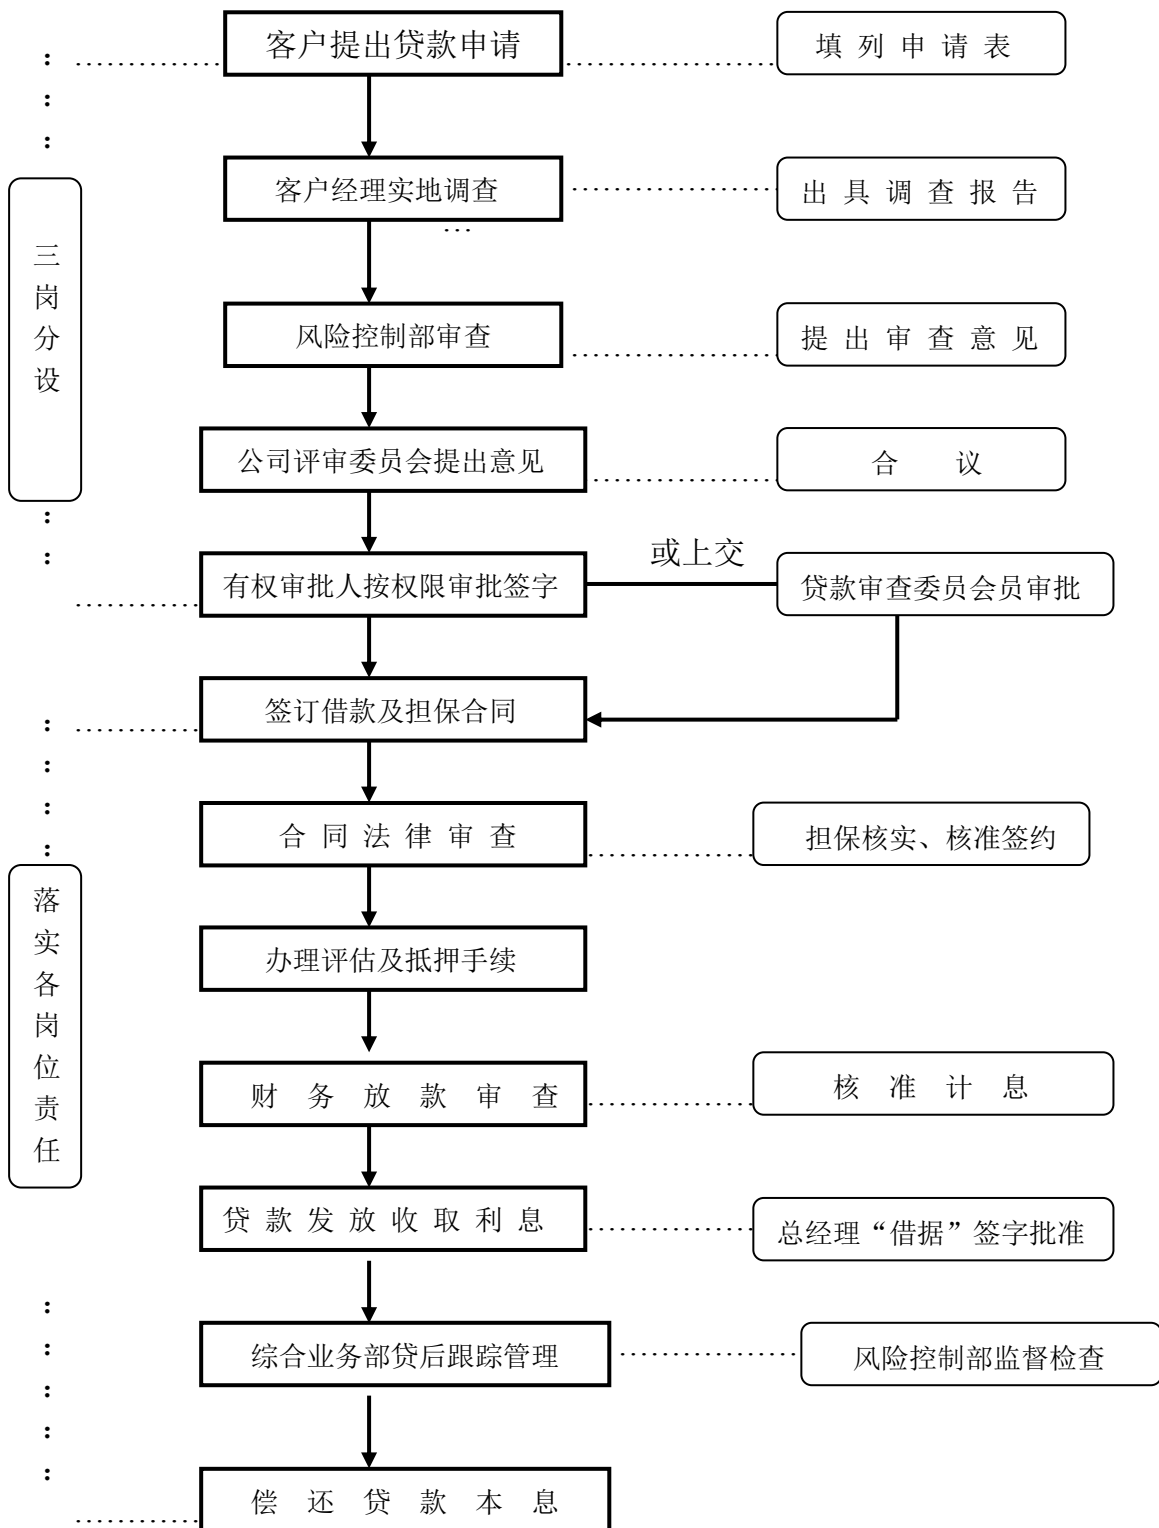 客户提出贷款申请
填列申请表
客户经理实地调查
出具调查报告
三岗分设
风险控制部审查
提出审查意见
公司评审委员会提出意见
合议
或上交
有权审批人按权限审批签字
贷款审查委员会员审批
签订借款及担保合同
合同法律审查
担保核实、核准签约
落实各岗位责任
办理评估及抵押手续
财务放款审查
核准计息
贷款发放收取利息
总经理“借据”签字批准
综合业务部贷后跟踪管理
风险控制部监督检查
偿还贷款本息